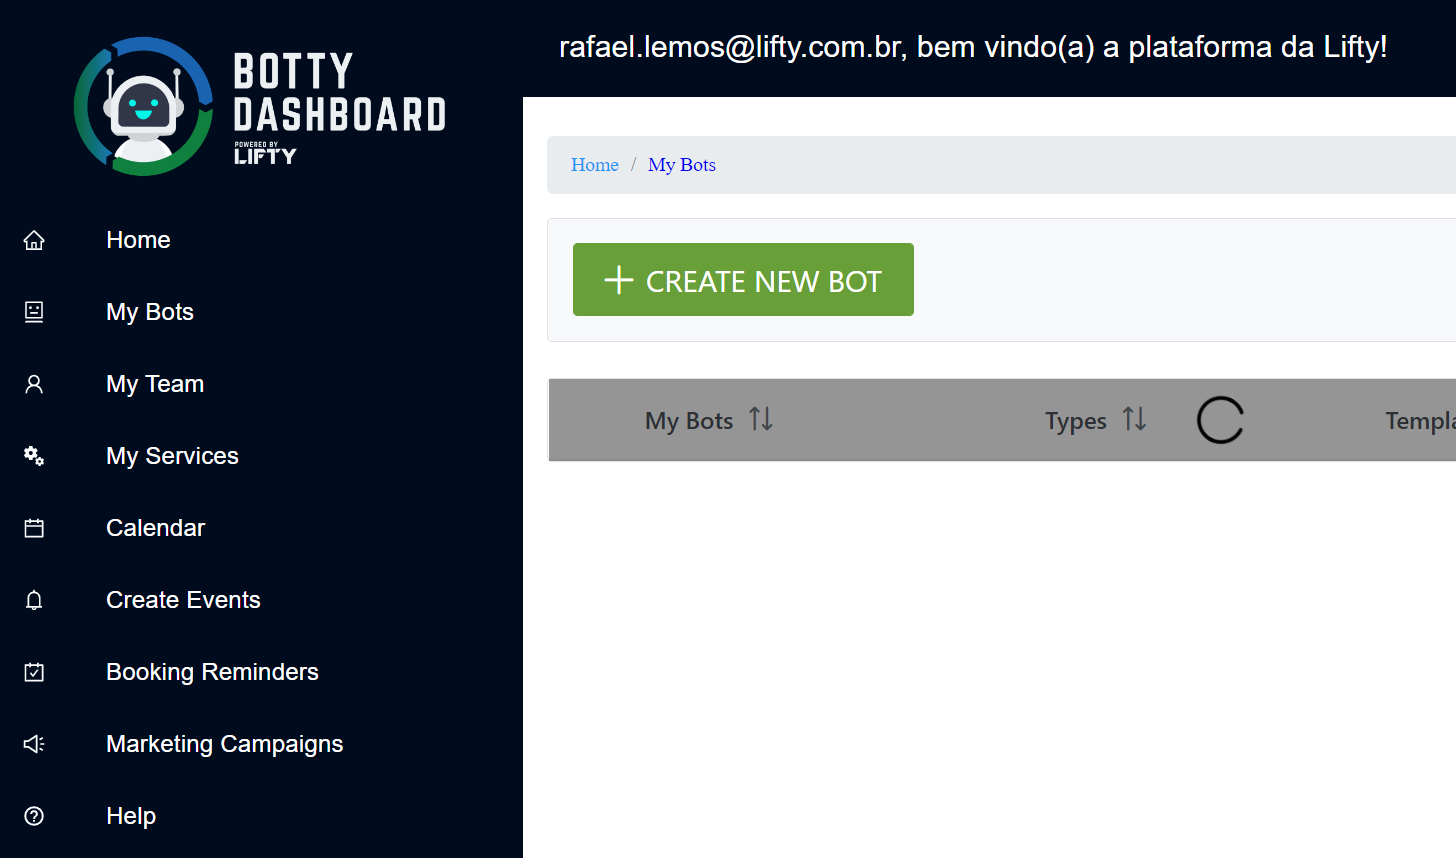 BOTTY
DASHBOARD
POWERED BY
LIFTY
rafael.lemos@lifty.com.br, bem vindo(a) a plataforma da Lifty!
Home
My Bots
My Team
My Services
Calendar
Create Events
Booking Reminders
Marketing Campaigns
Help
Home / My Bots
CREATE NEW BOT
My Bots Types Templa